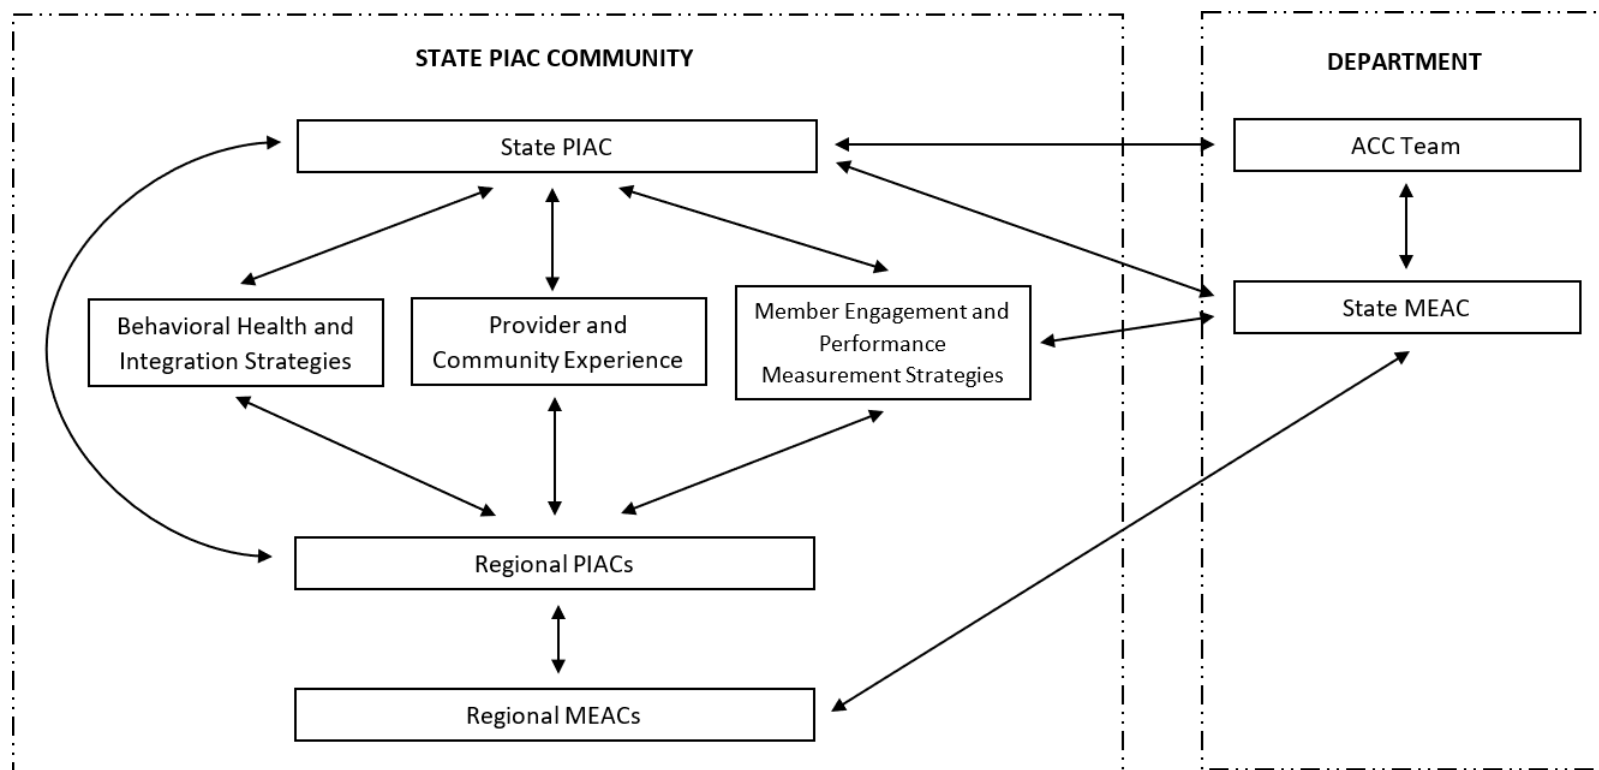 STATE PIAC COMMUNITY
DEPARTMENT
State PIAC
ACC Team
State MEAC
Behavioral Health and
Integration Strategies
Provider and
Community Experience
Member Engagement and
Performance
Measurement Strategies
Regional PIACs
Regional MEACs